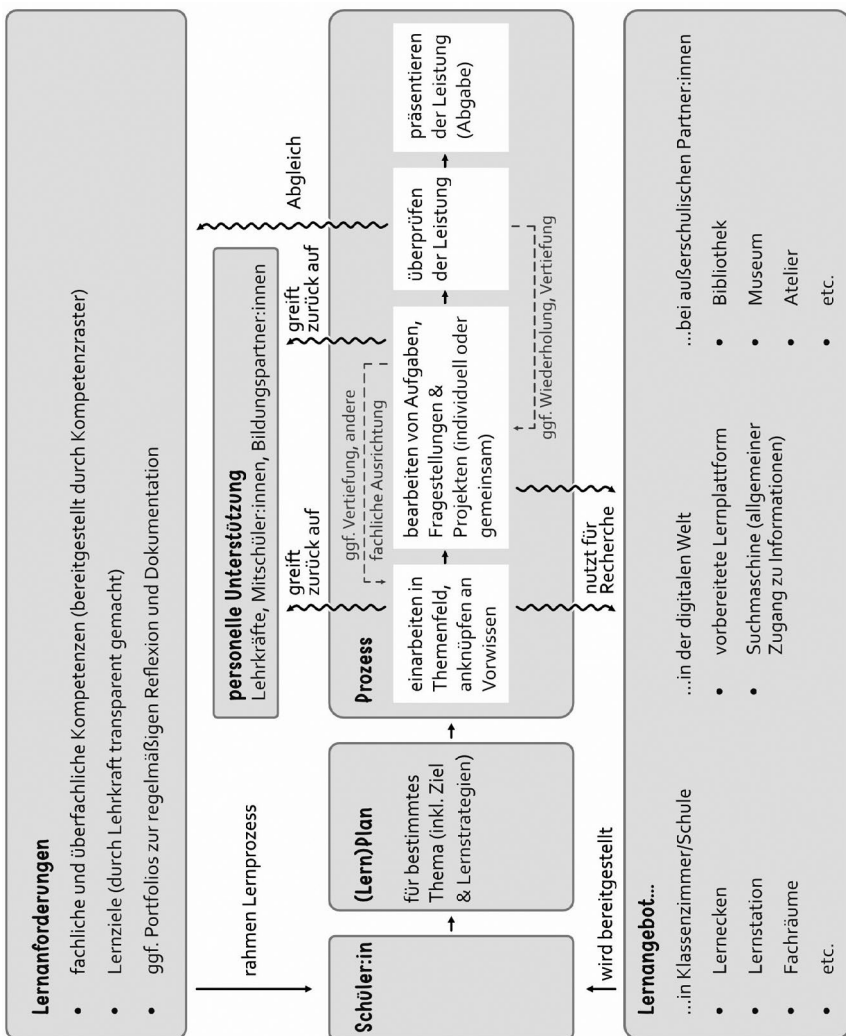 Lernanforderungen
• fachliche und überfachliche Kompetenzen (bereitgestellt durch Kompetenzraster)
• Lernziele (durch Lehrkraft transparent gemacht)
• ggf. Portfolios zur regelmäßigen Reflexion und Dokumentation
rahmen Lernprozess
personelle Unterstützung
Lehrkräfte, Mitschüler:innen, Bildungspartner:innen
greift
zurück auf
greift
zurück auf
Abgleich
Schüler:in
(Lern)Plan
für bestimmtes
Thema (inkl. Ziel
& Lernstrategien)
Prozess
ggf. Vertiefung, andere
fachliche Ausrichtung
einarbeiten in
Themenfeld,
anknüpfen an
Vorwissen
bearbeiten von Aufgaben,
Fragestellungen &
Projekten (individuell oder
gemeinsam)
überprüfen
der Leistung
präsentieren
der Leistung
(Abgabe)
ggf. Wiederholung, Vertiefung
wird bereitgestellt
nutzt für
Recherche
Lernangebot...
...in Klassenzimmer/Schule
• Lernecken
• Lernstation
• Fachräume
• etc.
...in der digitalen Welt
• vorbereitete Lernplattform
• Suchmaschine (allgemeiner
Zugang zu Informationen)
...bei außerschulischen Partner:innen
• Bibliothek
• Museum
• Atelier
• etc.